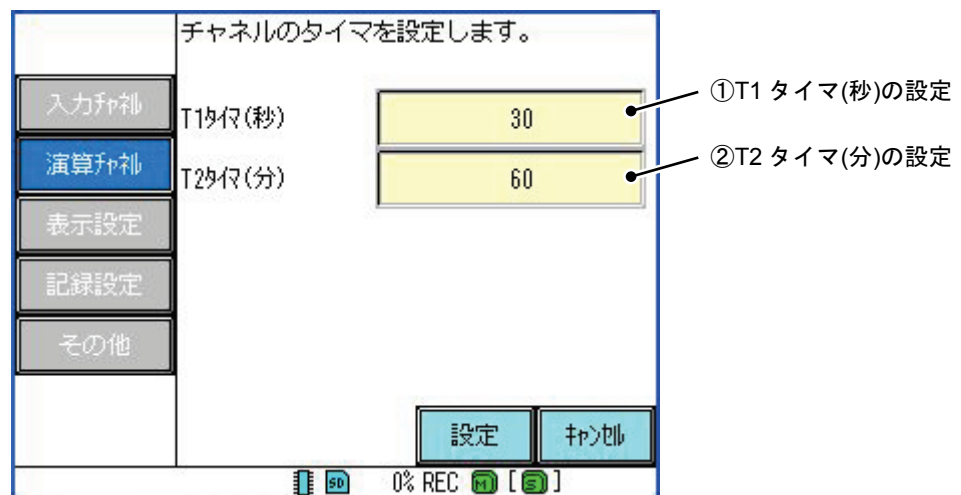 チャネルのタイマを設定します。
入力ﾁｬﾈﾙ
演算ﾁｬﾈﾙ
表示設定
記録設定
その他
T1ﾀｲﾏ(秒)
30
①T1 タイマ(秒)の設定
T2ﾀｲﾏ(分)
60
②T2 タイマ(分)の設定
設定
ｷｬﾝｾﾙ
SD 0% REC M [S]